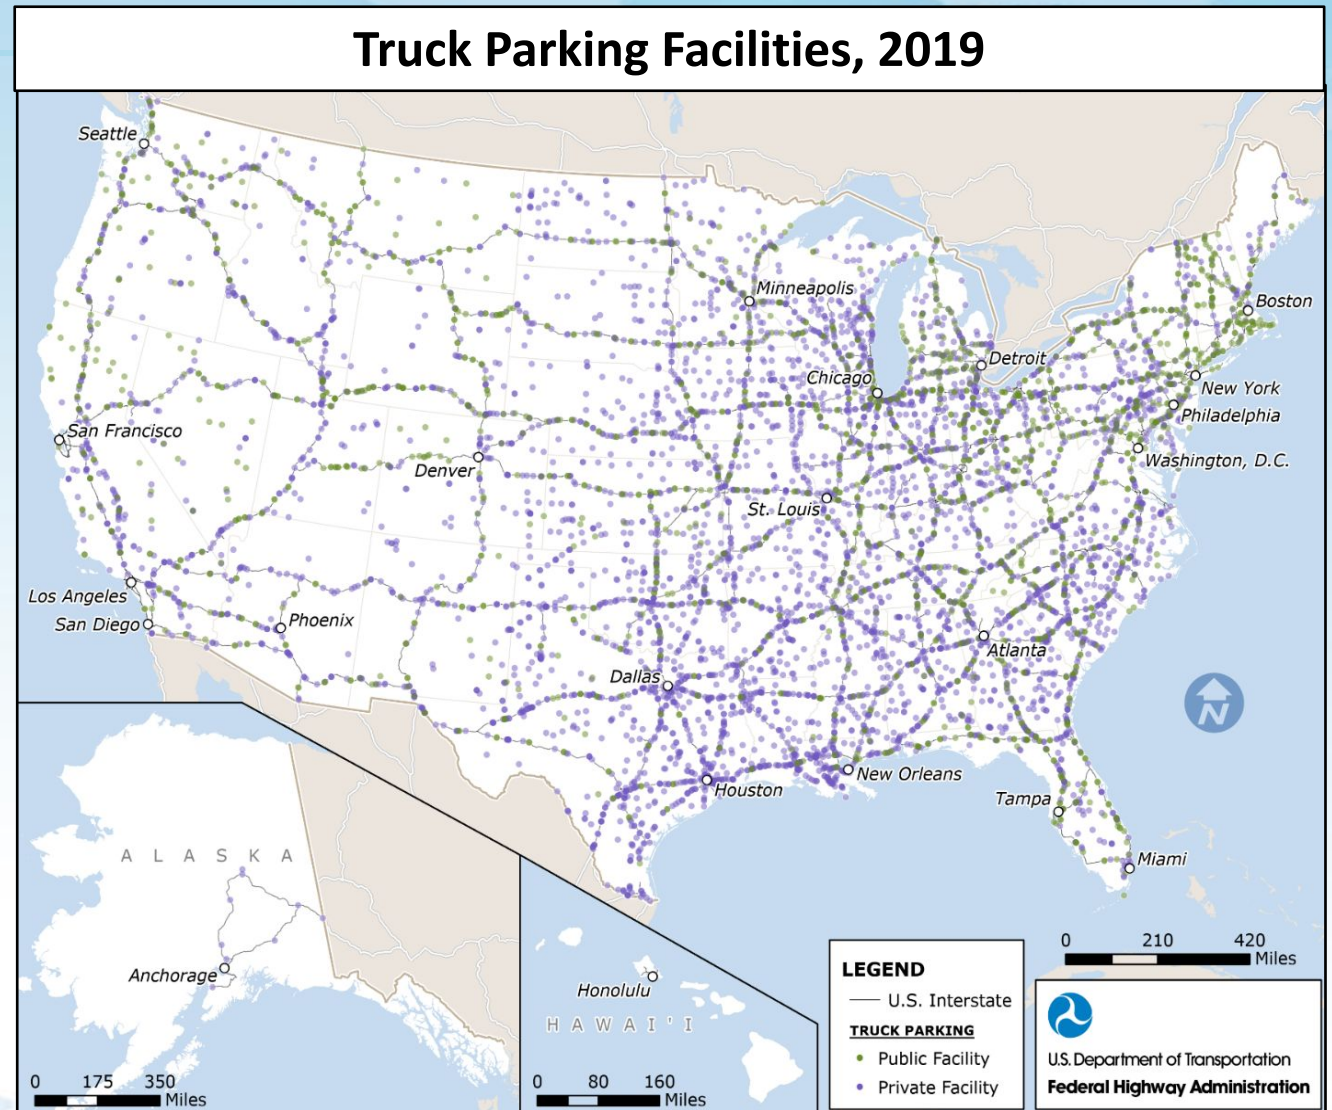 Truck Parking Facilities, 2019
Seattle
Minneapolis
Boston
Detroit
Chicago
New York
Philadelphia
San Francisco
Washington, D.C.
Denver
St. Louis
Los Angeles
San Diego
Phoenix
Atlanta
Dallas
N
New Orleans
Houston
Tampa
Miami
ALASKA
Anchorage
0 175 350
Miles
Honolulu
HAWAI'I
0 80 160
Miles
LEGEND
U.S. Interstate
TRUCK PARKING
Public Facility
Private Facility
0 210 420
Miles
U.S. Department of Transportation
Federal Highway Administration